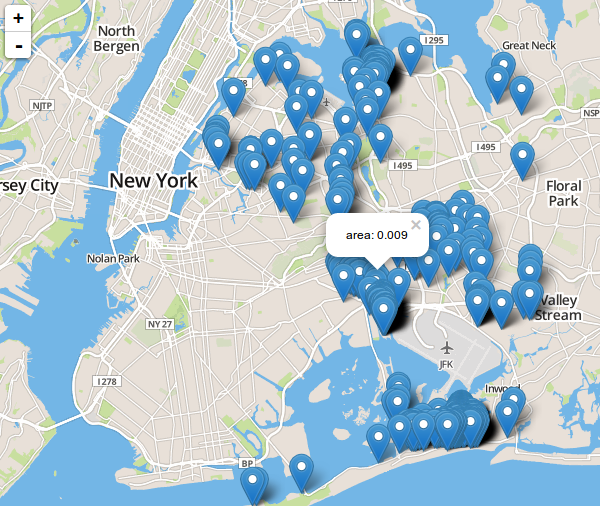 +
-
North
Bergen
I 295
Great Neck
NJTP
NSP
I 495
I 495
rsey City
New York
Floral
Park
area: 0.009
×
Nolan Park
NY 27
Valley
Stream
JFK
I 278
Inwood
BP